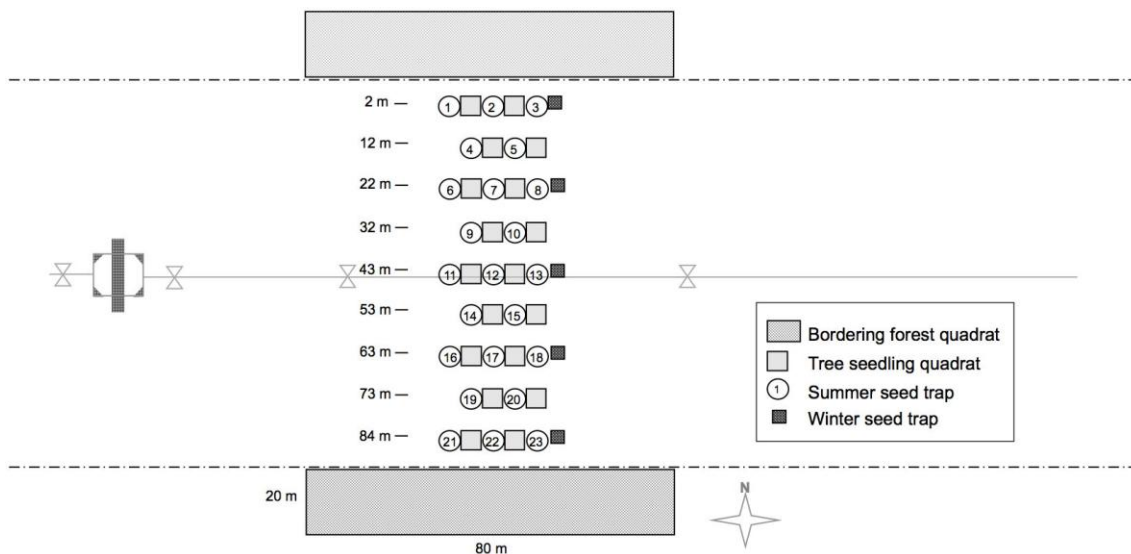 2 m —
1 2 3
12 m —
4 5
22 m —
6 7 8
32 m —
9 10
43 m —
11 12 13
53 m —
14 15
63 m —
16 17 18
73 m —
19 20
84 m —
21 22 23
Bordering forest quadrat
Tree seedling quadrat
1 Summer seed trap
Winter seed trap
20 m
80 m
N